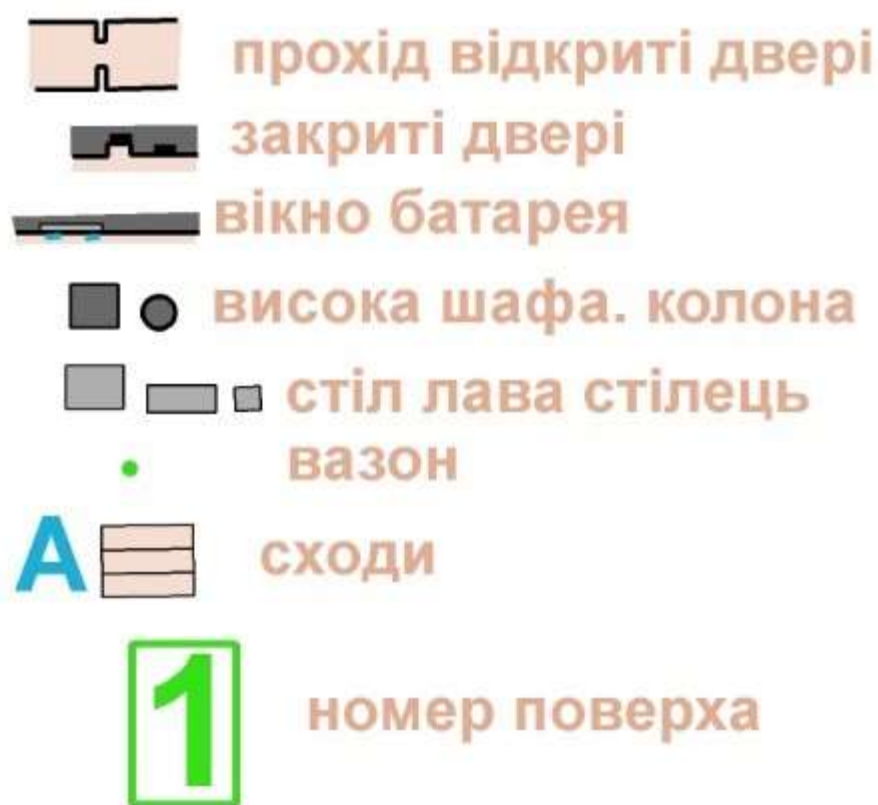 прохід відкриті двері
закриті двері
вікно батарея
висока шафа. колона
стіл лава стілець
вазон
А сходи
1 номер поверха